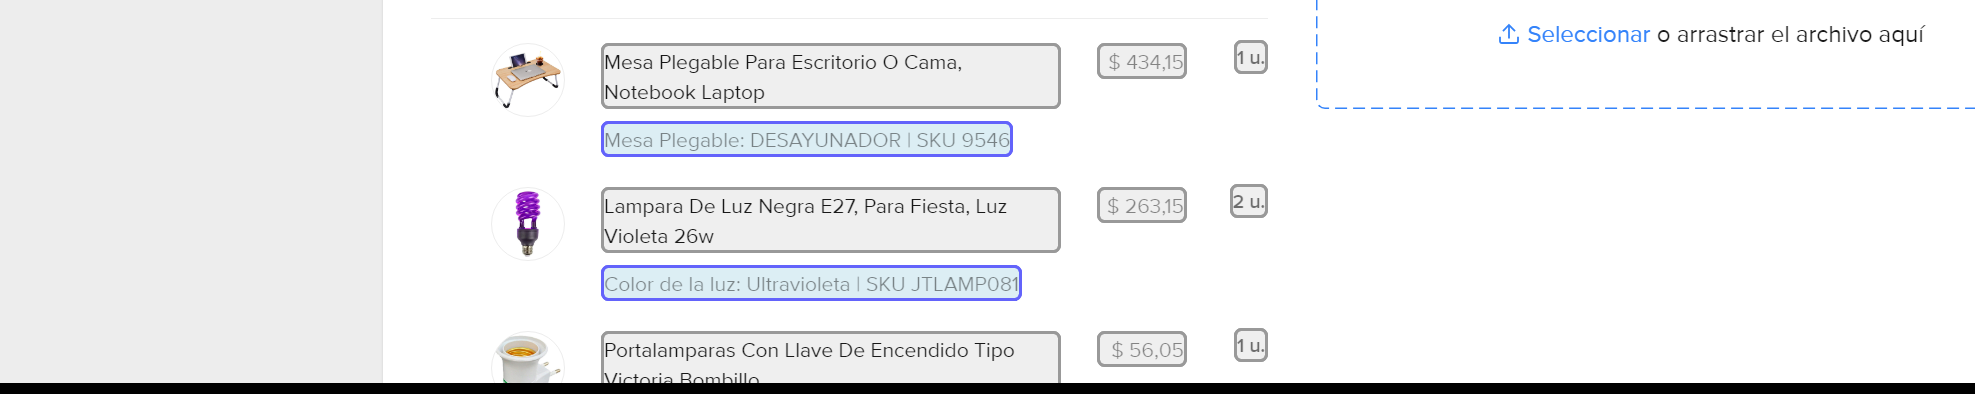 Seleccionar o arrastrar el archivo aquí
Mesa Plegable Para Escritorio O Cama,
Notebook Laptop
$ 434,15
1 u.
Mesa Plegable: DESAYUNADOR | SKU 9546
Lampara De Luz Negra E27, Para Fiesta, Luz
Violeta 26w
$ 263,15
2 u.
Color de la luz: Ultravioleta | SKU JTLAMP081
Portalamparas Con Llave De Encendido Tipo
Victoria Bombillo
$ 56,05
1 u.